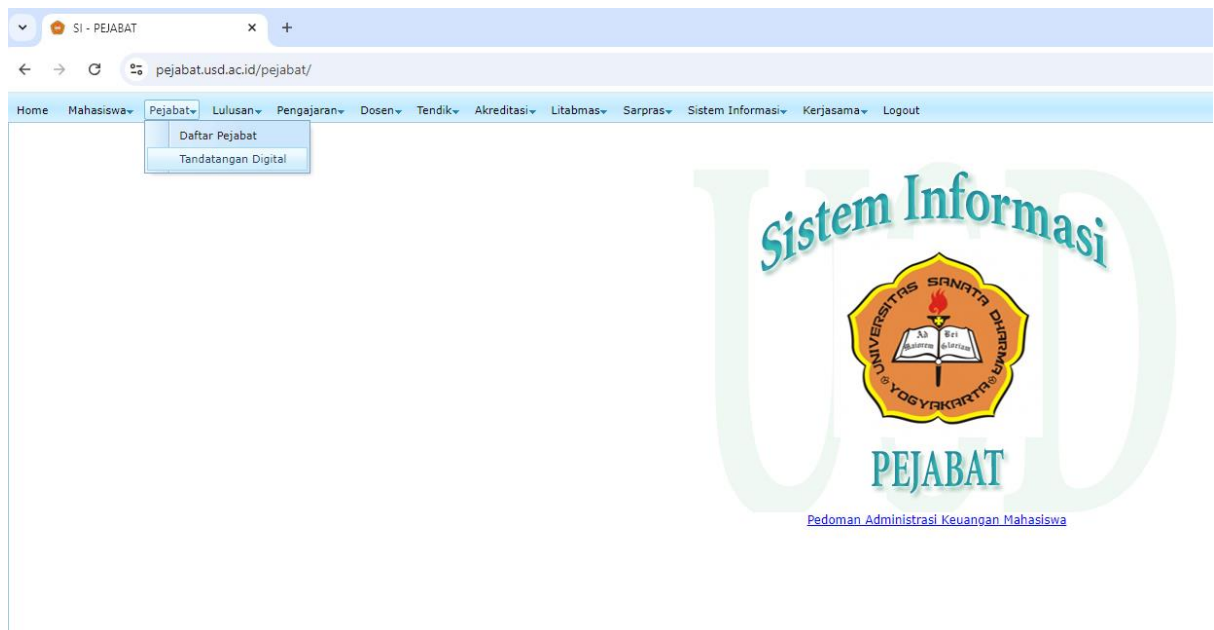 SI - PEJABAT
pejabat.usd.ac.id/pejabat/
Home Mahasiswa Pejabat Lulusan Pengajaran Dosen Tendik Akreditasi Litabmas Sarpras Sistem Informasi Kerjasama Logout
Daftar Pejabat
Tandatangan Digital
USD
Sistem Informasi
UNIVERSITAS SANATA DHARMA
Ad Bei
Maiorem Gloriam
YOGYAKARTA
PEJABAT
Pedoman Administrasi Keuangan Mahasiswa